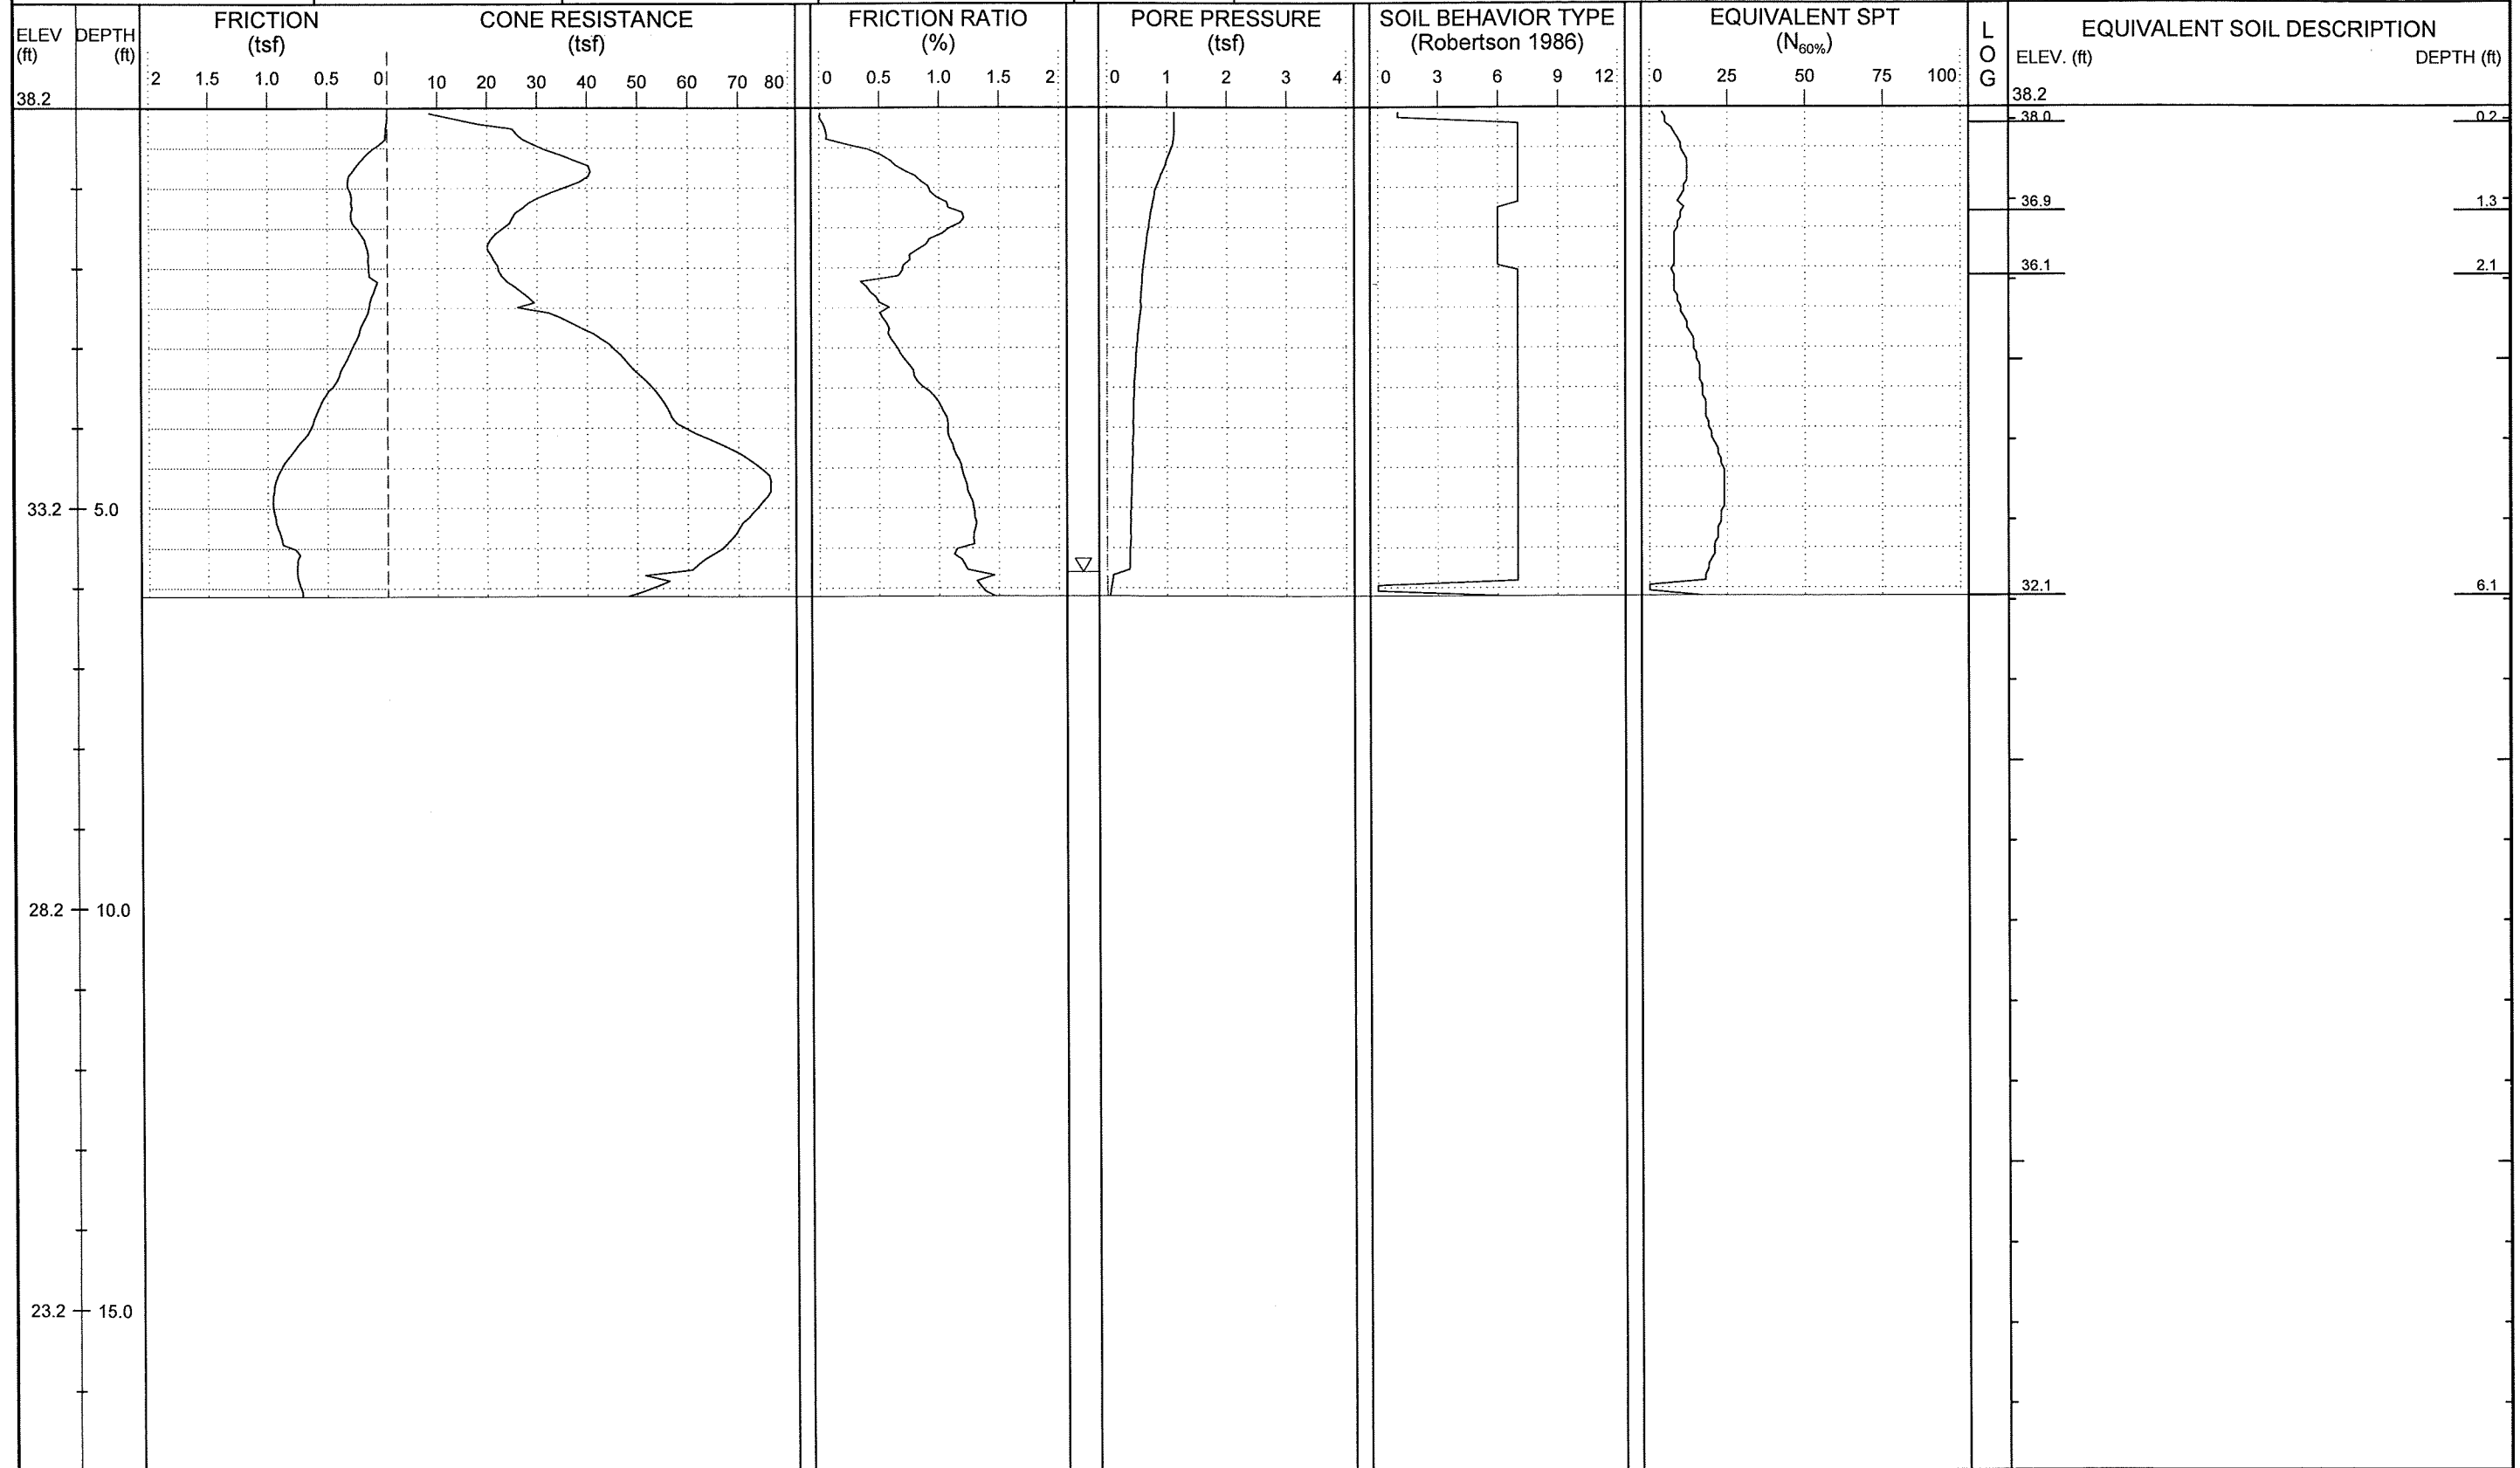 FRICTION CONE RESISTANCE FRICTION RATIO PORE PRESSURE SOIL BEHAVIOR TYPE EQUIVALENT SPT
ELEV DEPTH (tsf) (tsf) (%) (tsf) (Robertson 1986) (N60%) L EQUIVALENT SOIL DESCRIPTION
(ft) (ft) O ELEV. (ft) DEPTH (ft)
2 1.5 1.0 0.5 0 10 20 30 40 50 60 70 80 0 0.5 1.0 1.5 2 0 1 2 3 4 0 3 6 9 12 0 25 50 75 100 G
38.2 38.2
38.0 0.2
36.9 1.3
36.1 2.1
33.2 5.0
32.1 6.1
28.2 10.0
23.2 15.0